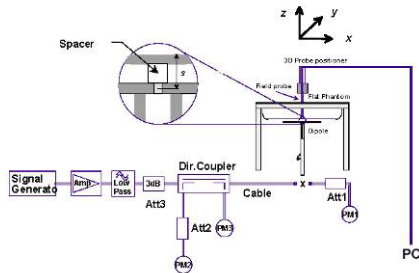 z
y
x
Spacer
s
3D Probe positioner
Field probe
Flat Phantom
Dipole
Signal
Generato
Amp
Low
Pass
3dB
Att3
Dir.Coupler
Cable
x
Att1
PM1
Att2
PM3
PM2
PC